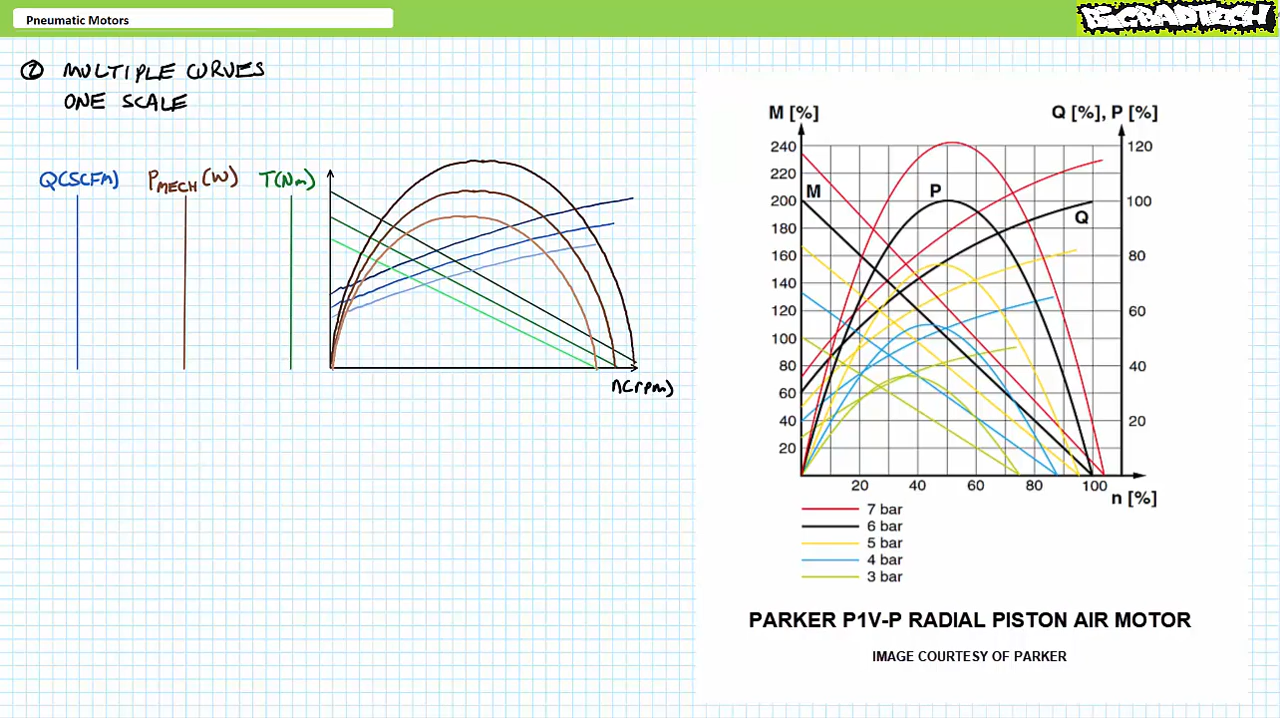 Pneumatic Motors
BIGBADTECH
② MULTIPLE CURVES
ONE SCALE
Q(SCFM) PMECH(W) T(Nm)
n(rpm)
M [%] Q [%], P [%]
240 120
220
200 M P Q 100
180
160 80
140
120 60
100
80 40
60
40 20
20
20 40 60 80 100
n [%]
7 bar
6 bar
5 bar
4 bar
3 bar
PARKER P1V-P RADIAL PISTON AIR MOTOR
IMAGE COURTESY OF PARKER